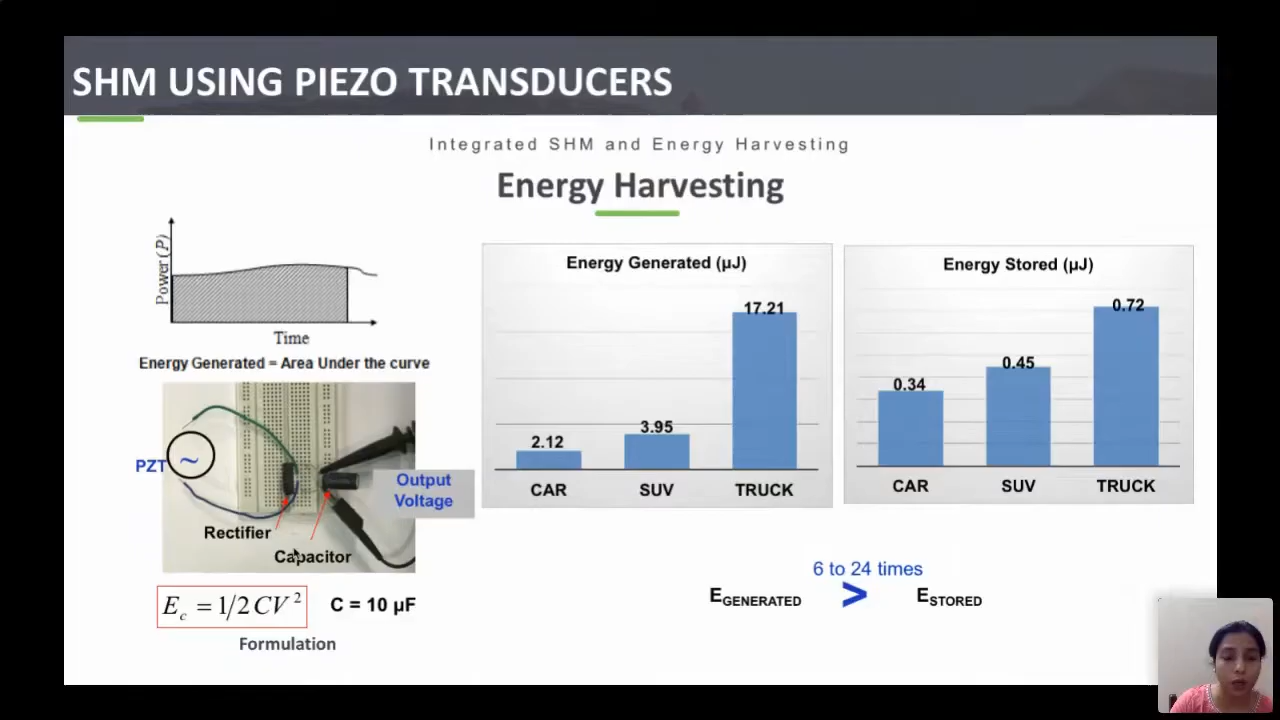 SHM USING PIEZO TRANSDUCERS
Integrated SHM and Energy Harvesting
Energy Harvesting
Power (P)
Time
Energy Generated = Area Under the curve
PZT
~
Rectifier
Capacitor
Output
Voltage
E_c = 1/2 CV^2
C = 10 µF
Formulation
Energy Generated (µJ)
2.12
3.95
17.21
CAR SUV TRUCK
Energy Stored (µJ)
0.34
0.45
0.72
CAR SUV TRUCK
6 to 24 times
E_GENERATED > E_STORED